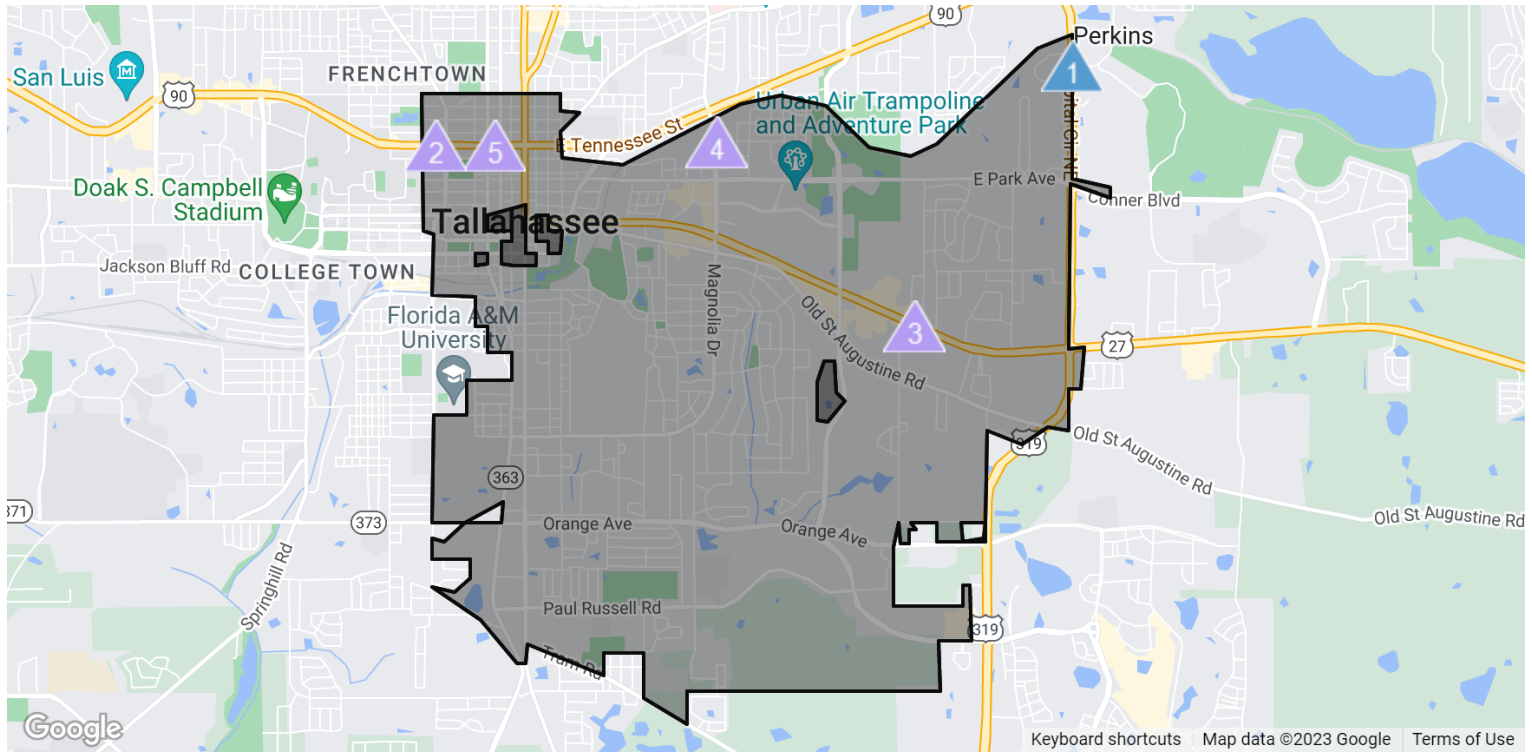 90
Perkins
San Luis
FRENCHTOWN
1
90
Urban Air Trampoline
and Adventure Park
E Tennessee St
2
5
4
Doak S. Campbell
Stadium
E Park Ave
Conner Blvd
Tallahassee
Jackson Bluff Rd
COLLEGE TOWN
Magnolia Dr
Florida A&M
University
Old St Augustine Rd
3
27
319
Old St Augustine Rd
363
371
373
Orange Ave
Orange Ave
Old St Augustine Rd
Springhill Rd
Paul Russell Rd
319
Tram Rd
Google
Keyboard shortcuts
Map data ©2023 Google
Terms of Use